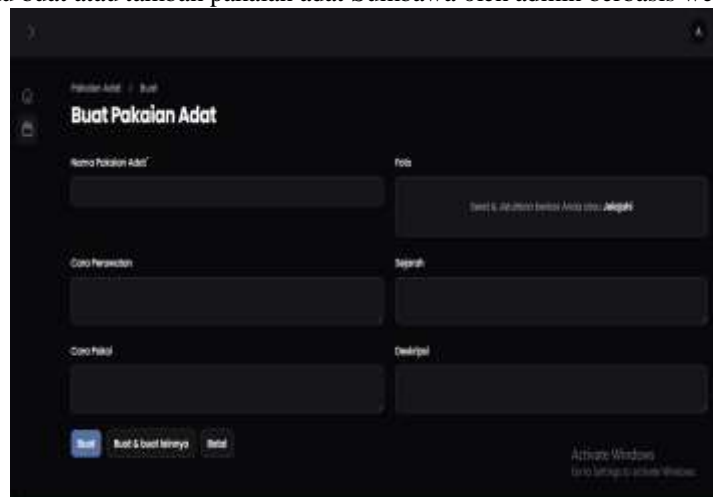 buat atau tambah pakaian adat Sumbawa oleh admin berbasis
A
Pakaian Adat / Buat
Buat Pakaian Adat
Nama Pakaian Adat*
Foto
Seret & Jatuhkan berkas Anda atau Jelajahi
Cara Perawatan
Sejarah
Cara Pakai
Deskripsi
Buat
Buat & buat lainnya
Batal
Activate Windows
Go to Settings to activate Windows.